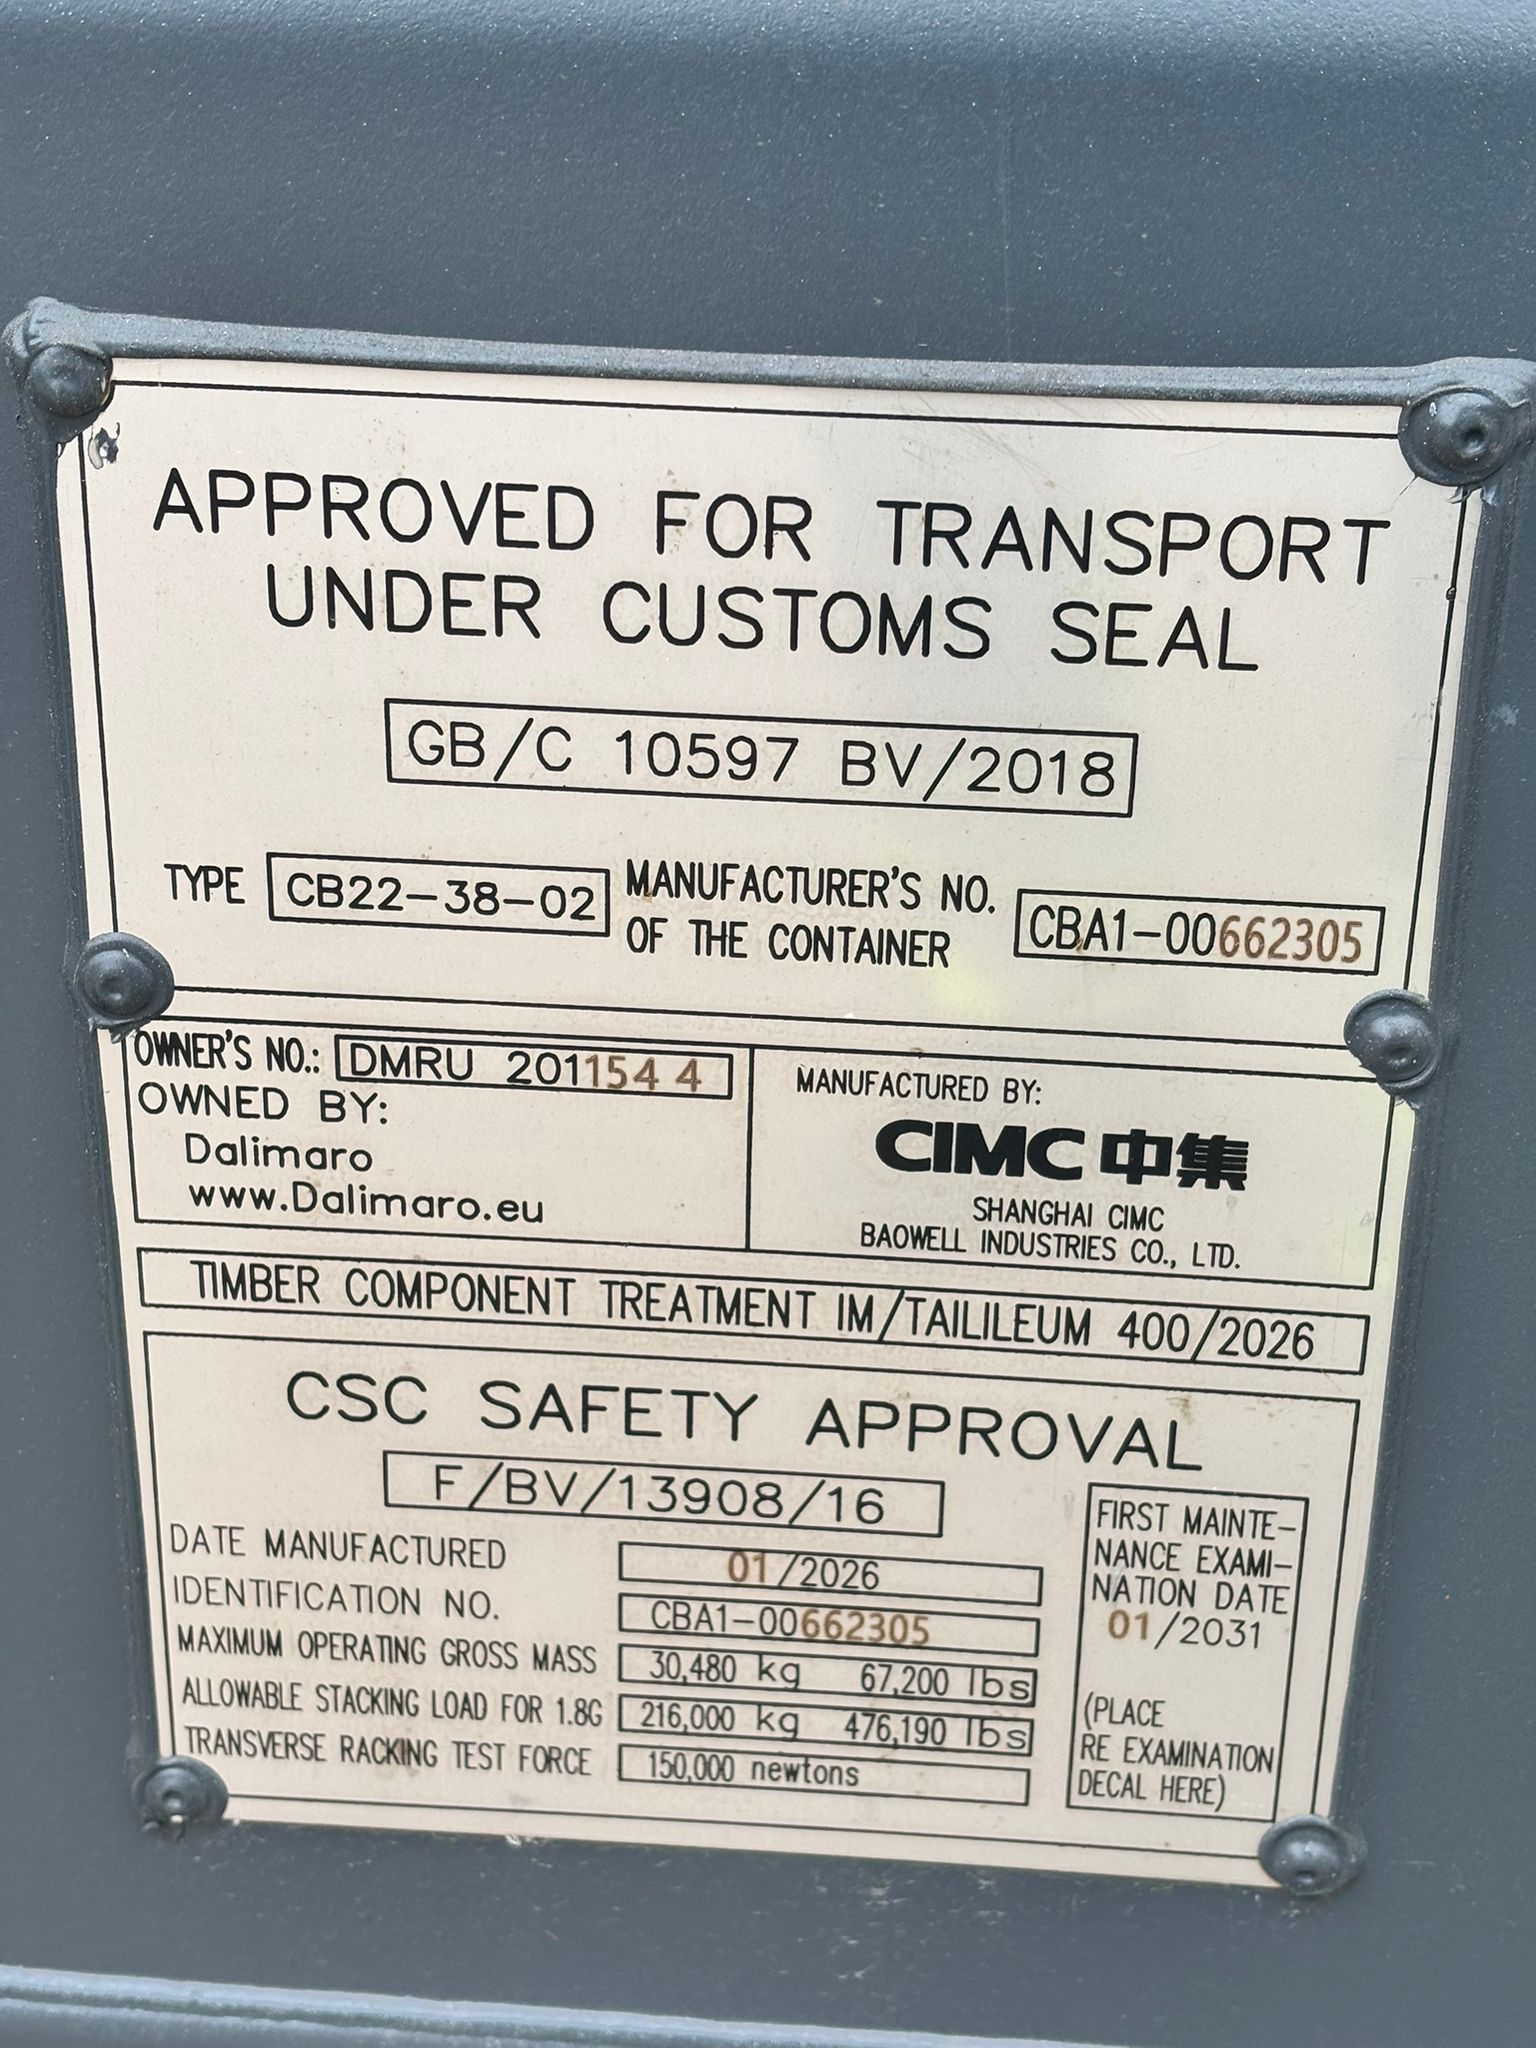 APPROVED FOR TRANSPORT
UNDER CUSTOMS SEAL
GB/C 10597 BV/2018
TYPE CB22-38-02
MANUFACTURER'S NO.
OF THE CONTAINER
CBA1-00662305
OWNER'S NO.: DMRU 201154 4
OWNED BY:
Dalimaro
www.Dalimaro.eu
MANUFACTURED BY:
CIMC 中集
SHANGHAI CIMC
BAOWELL INDUSTRIES CO., LTD.
TIMBER COMPONENT TREATMENT IM/TAILILEUM 400/2026
CSC SAFETY APPROVAL
F/BV/13908/16
DATE MANUFACTURED 01/2026
IDENTIFICATION NO. CBA1-00662305
MAXIMUM OPERATING GROSS MASS 30,480 kg 67,200 lbs
ALLOWABLE STACKING LOAD FOR 1.8G 216,000 kg 476,190 lbs
TRANSVERSE RACKING TEST FORCE 150,000 newtons
FIRST MAINTE-
NANCE EXAMI-
NATION DATE
01/2031
(PLACE
RE EXAMINATION
DECAL HERE)